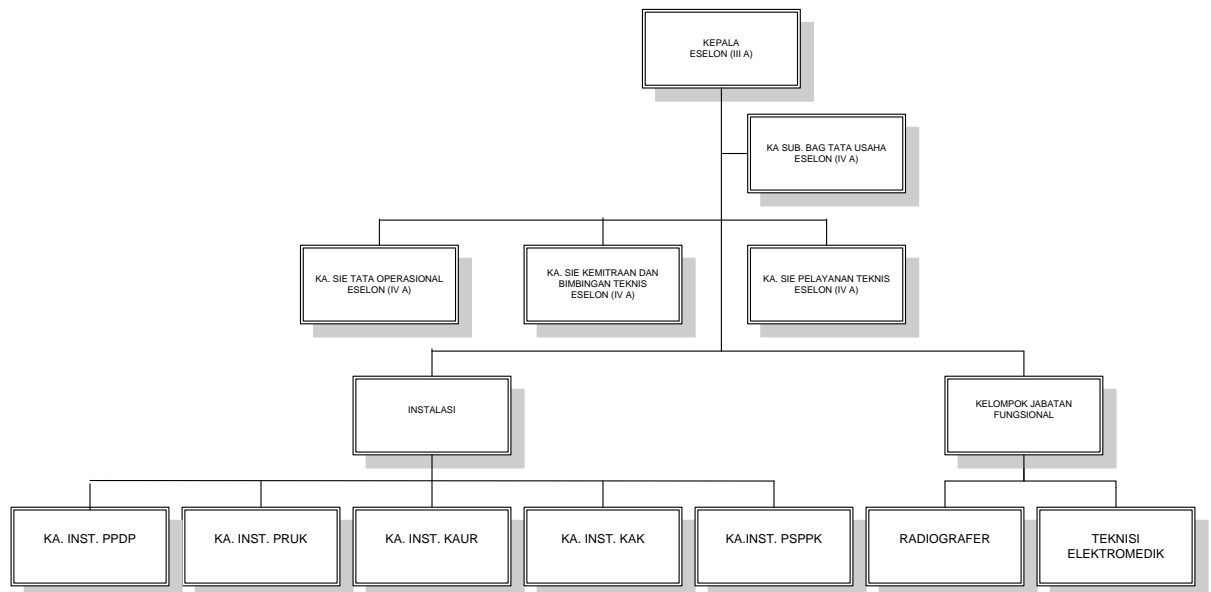 KEPALA
ESELON (III A)
KA SUB. BAG TATA USAHA
ESELON (IV A)
KA. SIE TATA OPERASIONAL
ESELON (IV A)
KA. SIE KEMITRAAN DAN
BIMBINGAN TEKNIS
ESELON (IV A)
KA. SIE PELAYANAN TEKNIS
ESELON (IV A)
INSTALASI
KELOMPOK JABATAN
FUNGSIONAL
KA. INST. PPDP
KA. INST. PRUK
KA. INST. KAUR
KA. INST. KAK
KA.INST. PSPPK
RADIOGRAFER
TEKNISI
ELEKTROMEDIK